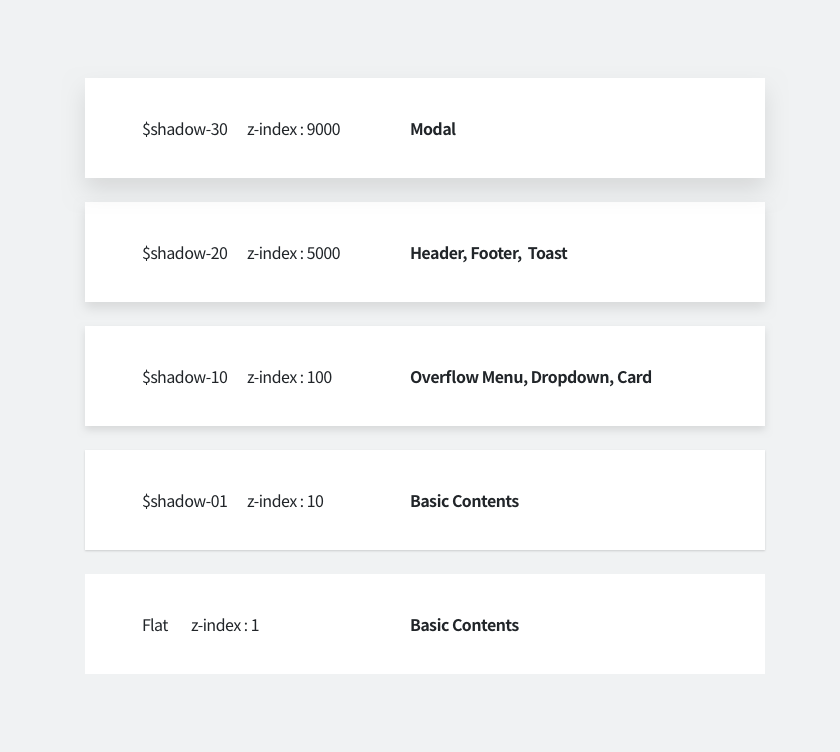 $shadow-30 z-index : 9000 Modal
$shadow-20 z-index : 5000 Header, Footer, Toast
$shadow-10 z-index : 100 Overflow Menu, Dropdown, Card
$shadow-01 z-index : 10 Basic Contents
Flat z-index : 1 Basic Contents